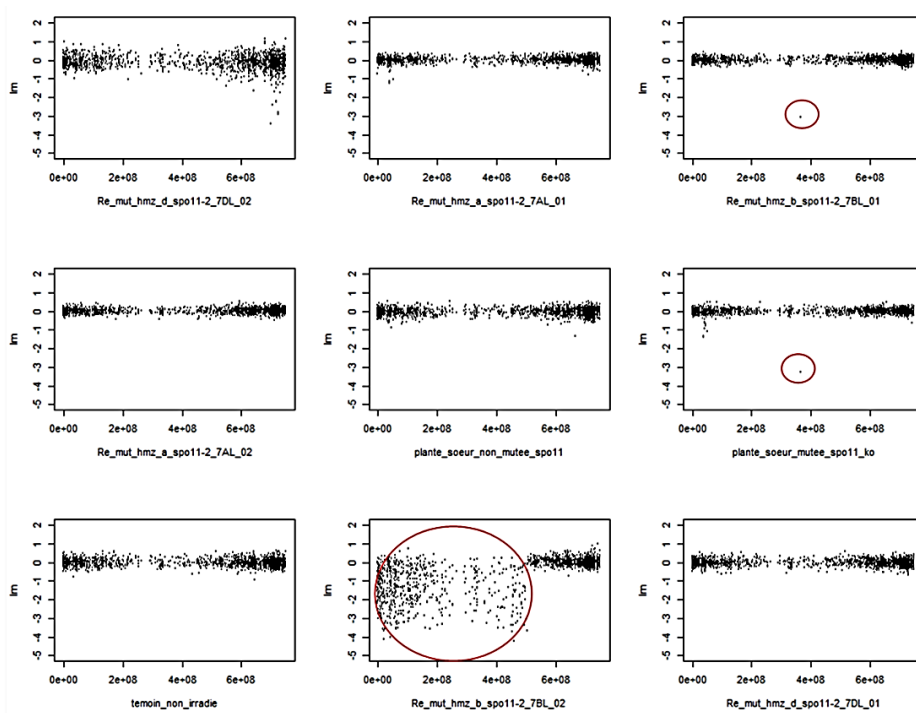 2 1 0 -1 -2 -3 -4 -5
lm
0e+00 2e+08 4e+08 6e+08
Re_mut_hmz_d_spo11-2_7DL_02
2 1 0 -1 -2 -3 -4 -5
lm
0e+00 2e+08 4e+08 6e+08
Re_mut_hmz_a_spo11-2_7AL_01
2 1 0 -1 -2 -3 -4 -5
lm
0e+00 2e+08 4e+08 6e+08
Re_mut_hmz_b_spo11-2_7BL_01
2 1 0 -1 -2 -3 -4 -5
lm
0e+00 2e+08 4e+08 6e+08
Re_mut_hmz_a_spo11-2_7AL_02
2 1 0 -1 -2 -3 -4 -5
lm
0e+00 2e+08 4e+08 6e+08
plante_soeur_non_mutee_spo11
2 1 0 -1 -2 -3 -4 -5
lm
0e+00 2e+08 4e+08 6e+08
plante_soeur_mutee_spo11_ko
2 1 0 -1 -2 -3 -4 -5
lm
0e+00 2e+08 4e+08 6e+08
temoin_non_irradie
2 1 0 -1 -2 -3 -4 -5
lm
0e+00 2e+08 4e+08 6e+08
Re_mut_hmz_b_spo11-2_7BL_02
2 1 0 -1 -2 -3 -4 -5
lm
0e+00 2e+08 4e+08 6e+08
Re_mut_hmz_d_spo11-2_7DL_01